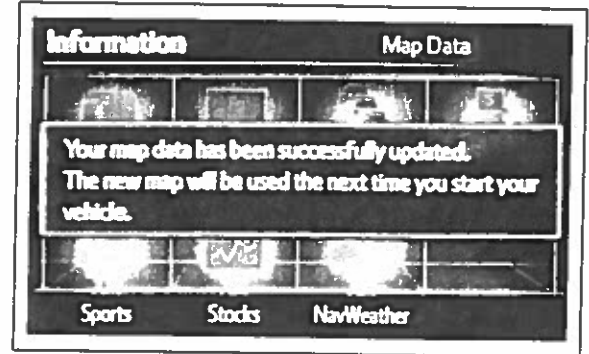 Information Map Data
Your map data has been successfully updated.
The new map will be used the next time you start your
vehicle.
Sports Stocks NavWeather